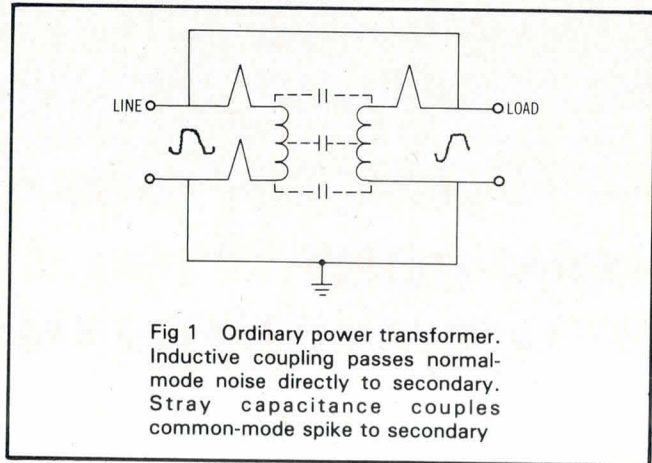 LINE
LOAD
Fig 1 Ordinary power transformer.
Inductive coupling passes normal-
mode noise directly to secondary.
Stray capacitance couples
common-mode spike to secondary